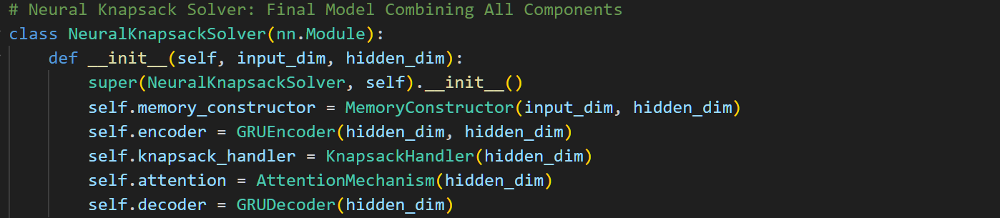 # Neural Knapsack Solver: Final Model Combining All Components
class NeuralKnapsackSolver(nn.Module):
    def __init__(self, input_dim, hidden_dim):
        super(NeuralKnapsackSolver, self).__init__()
        self.memory_constructor = MemoryConstructor(input_dim, hidden_dim)
        self.encoder = GRUEncoder(hidden_dim, hidden_dim)
        self.knapsack_handler = KnapsackHandler(hidden_dim)
        self.attention = AttentionMechanism(hidden_dim)
        self.decoder = GRUDecoder(hidden_dim)